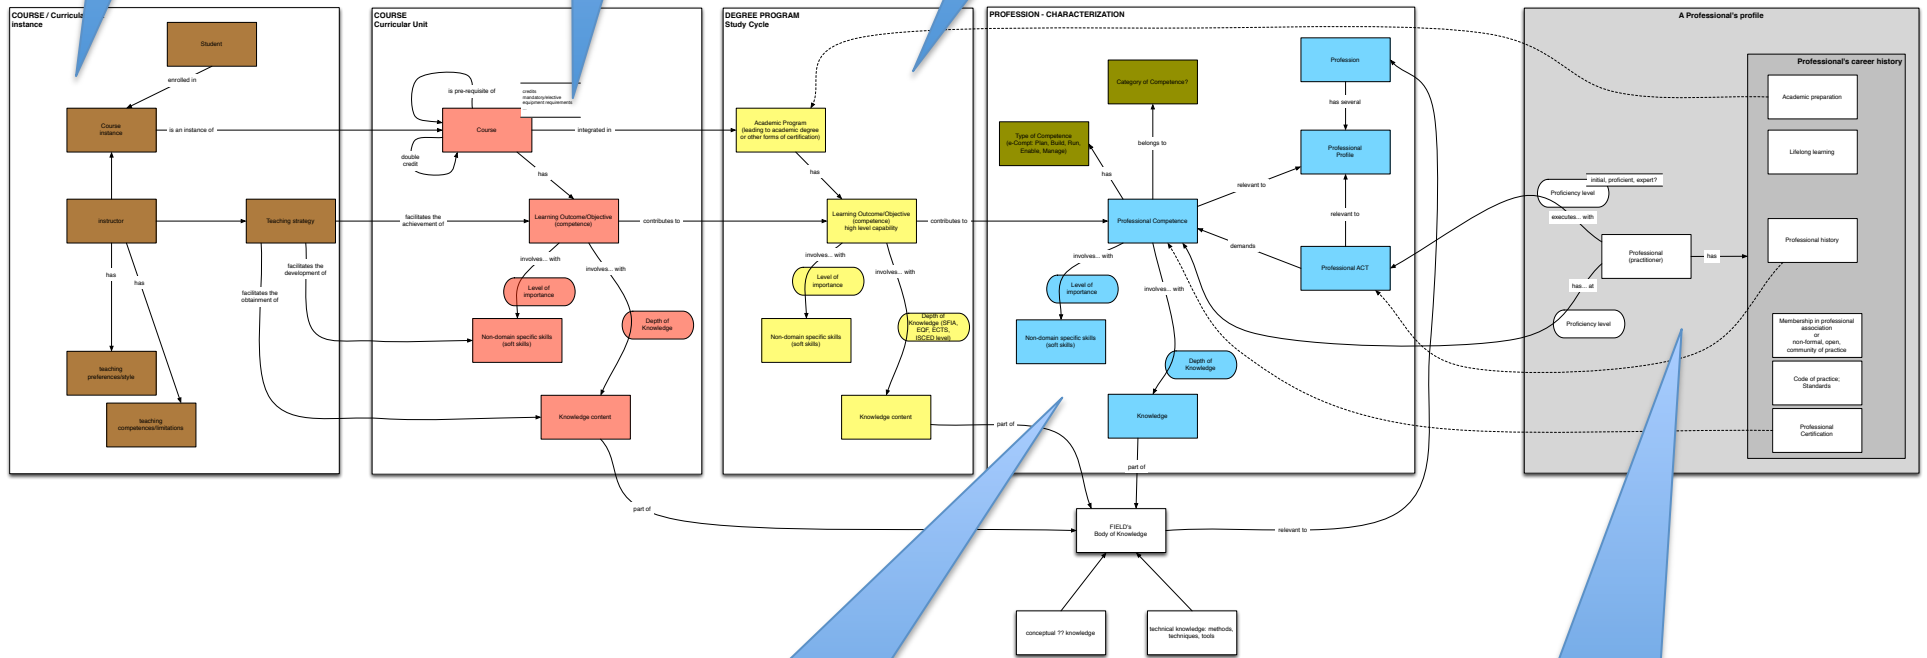 COURSE / Curricular
instance
Student
enrolled in
Course
instance
is an instance of
instructor
Teaching strategy
facilitates the
achievement of
has
has
facilitates the
development of
facilitates the
obtainment of
teaching
preferences/style
teaching
competences/limitations
COURSE
Curricular Unit
is pre-requisite of
credits
mandatory/elective
equipment requirements
...
Course
integrated in
double
credit
has
Learning Outcome/Objective
(competence)
contributes to
involves... with
involves... with
Level of
importance
Depth of
Knowledge
Non-domain specific skills
(soft skills)
Knowledge content
part of
DEGREE PROGRAM
Study Cycle
Academic Program
(leading to academic degree
or other forms of certification)
has
Learning Outcome/Objective
(competence)
high level capability
contributes to
involves... with
involves... with
Level of
importance
Depth of
Knowledge (SFIA,
EQF, ECTS,
ISCED level)
Non-domain specific skills
(soft skills)
Knowledge content
part of
PROFESSION - CHARACTERIZATION
Category of Competence?
Type of Competence
(e-Compt: Plan, Build, Run,
Enable, Manage)
belongs to
has
Profession
has several
Professional
Profile
relevant to
relevant to
Professional Competence
demands
Professional ACT
involves... with
involves... with
Level of
importance
Depth of
Knowledge
Non-domain specific skills
(soft skills)
Knowledge
part of
FIELD's
Body of Knowledge
relevant to
conceptual ?? knowledge
technical knowledge: methods,
techniques, tools
A Professional's profile
Professional's career history
Academic preparation
Lifelong learning
initial, proficient, expert?
Proficiency level
executes... with
Professional
(practitioner)
has
has... at
Proficiency level
Professional history
Membership in professional
association
or
non-formal, open,
community of practice
Code of practice;
Standards
Professional
Certification